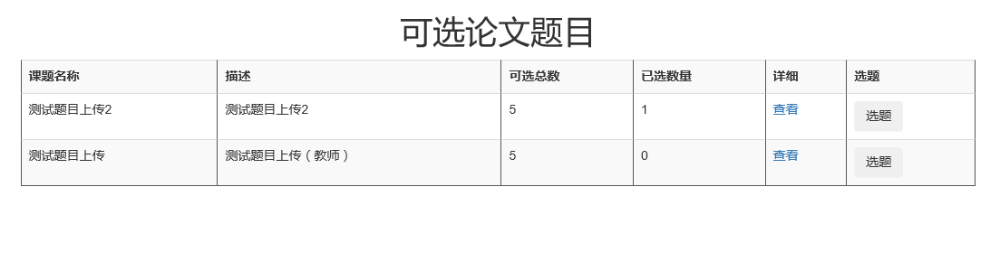 可选论文题目
课题名称 描述 可选总数 已选数量 详细 选题
测试题目上传2 测试题目上传2 5 1 查看 选题
测试题目上传 测试题目上传（教师） 5 0 查看 选题